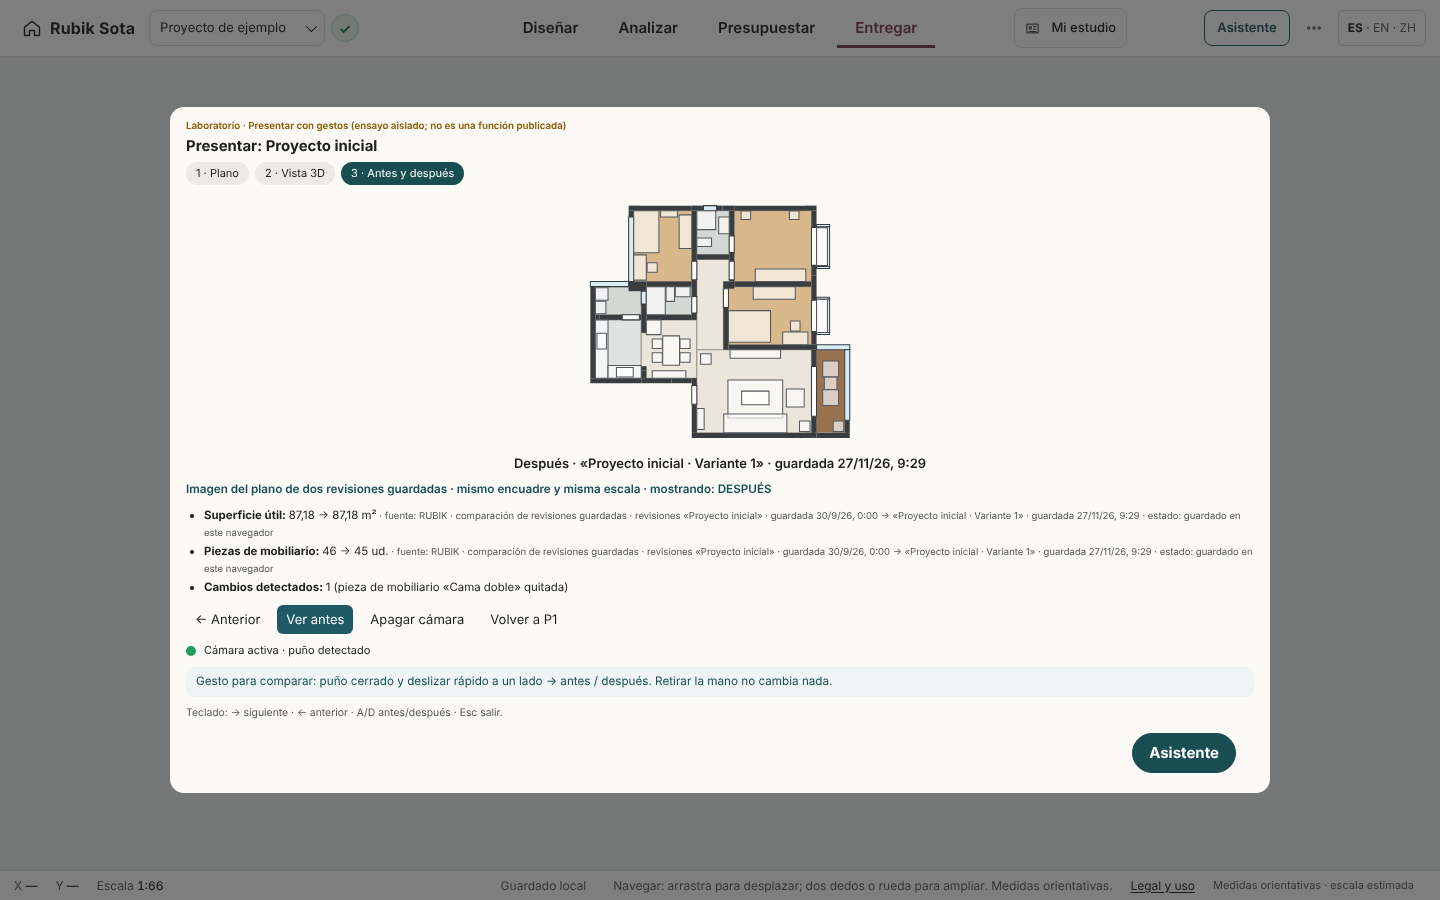 Rubik Sota
Proyecto de ejemplo
Diseñar
Analizar
Presupuestar
Entregar
Mi estudio
Asistente
ES · EN · ZH
Laboratorio · Presentar con gestos (ensayo aislado; no es una función publicada)
Presentar: Proyecto inicial
1 · Plano
2 · Vista 3D
3 · Antes y después
Después · «Proyecto inicial · Variante 1» · guardada 27/11/26, 9:29
Imagen del plano de dos revisiones guardadas · mismo encuadre y misma escala · mostrando: DESPUÉS
• Superficie útil: 87,18 → 87,18 m² · fuente: RUBIK · comparación de revisiones guardadas · revisiones «Proyecto inicial» · guardada 30/9/26, 0:00 → «Proyecto inicial · Variante 1» · guardada 27/11/26, 9:29 · estado: guardado en
este navegador
• Piezas de mobiliario: 46 → 45 ud. · fuente: RUBIK · comparación de revisiones guardadas · revisiones «Proyecto inicial» · guardada 30/9/26, 0:00 → «Proyecto inicial · Variante 1» · guardada 27/11/26, 9:29 · estado: guardado en
este navegador
• Cambios detectados: 1 (pieza de mobiliario «Cama doble» quitada)
← Anterior
Ver antes
Apagar cámara
Volver a P1
Cámara activa · puño detectado
Gesto para comparar: puño cerrado y deslizar rápido a un lado → antes / después. Retirar la mano no cambia nada.
Teclado: → siguiente · ← anterior · A/D antes/después · Esc salir.
Asistente
X —
Y —
Escala 1:66
Guardado local
Navegar: arrastra para desplazar; dos dedos o rueda para ampliar. Medidas orientativas.
Legal y uso
Medidas orientativas · escala estimada